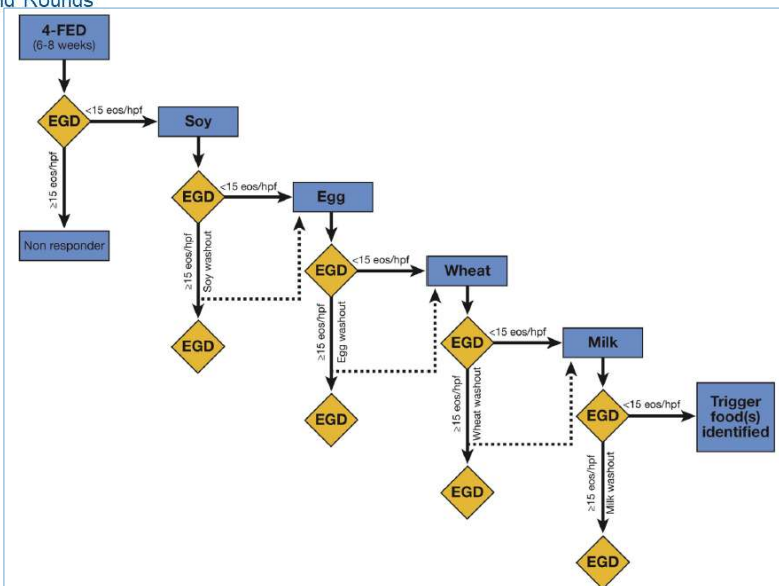 nd Rounds
4-FED
(6-8 weeks)
EGD
<15 eos/hpf
Soy
≥15 eos/hpf
Non responder
EGD
<15 eos/hpf
Egg
≥15 eos/hpf
Soy washout
EGD
EGD
<15 eos/hpf
Wheat
≥15 eos/hpf
Egg washout
EGD
EGD
<15 eos/hpf
Milk
≥15 eos/hpf
Wheat washout
EGD
EGD
<15 eos/hpf
Trigger
food(s)
identified
≥15 eos/hpf
Milk washout
EGD